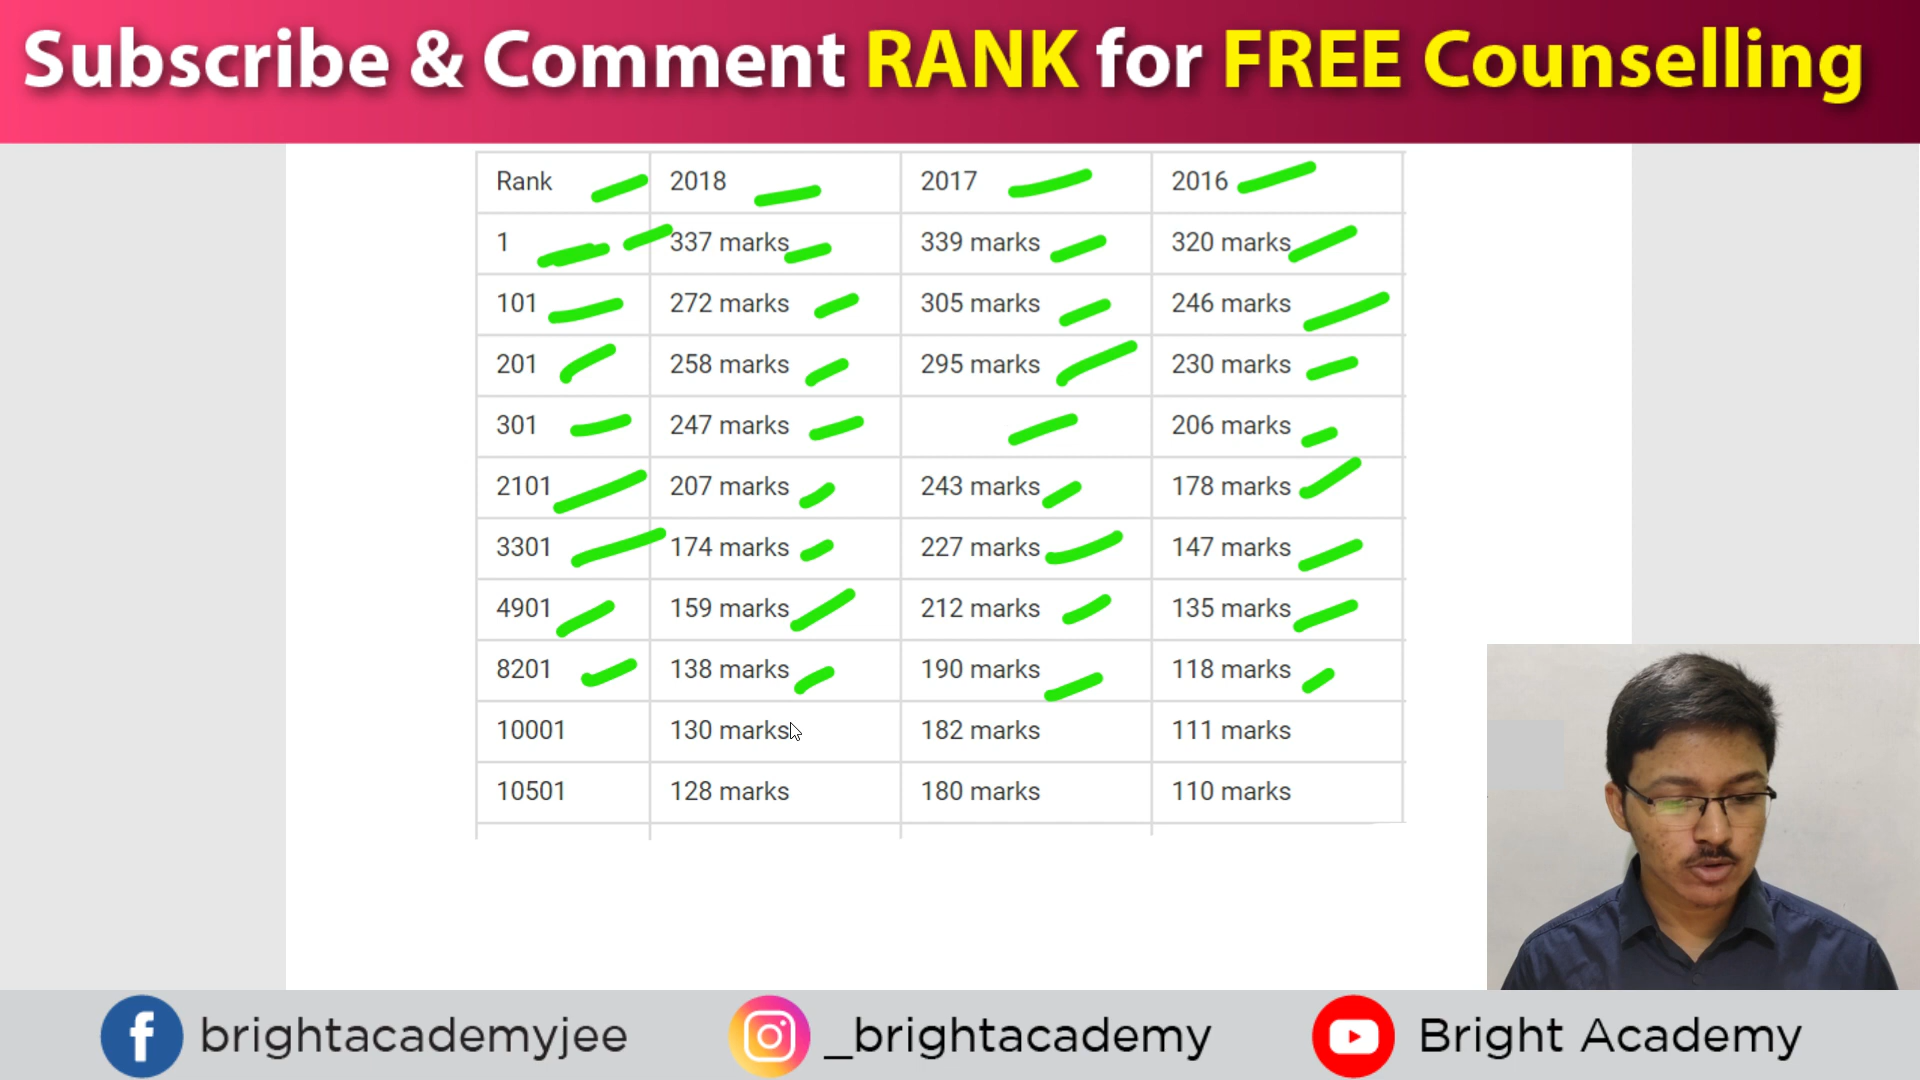 Subscribe & Comment RANK for FREE Counselling
Rank 2018 2017 2016
1 337 marks 339 marks 320 marks
101 272 marks 305 marks 246 marks
201 258 marks 295 marks 230 marks
301 247 marks 206 marks
2101 207 marks 243 marks 178 marks
3301 174 marks 227 marks 147 marks
4901 159 marks 212 marks 135 marks
8201 138 marks 190 marks 118 marks
10001 130 marks 182 marks 111 marks
10501 128 marks 180 marks 110 marks
brightacademyjee _brightacademy Bright Academy